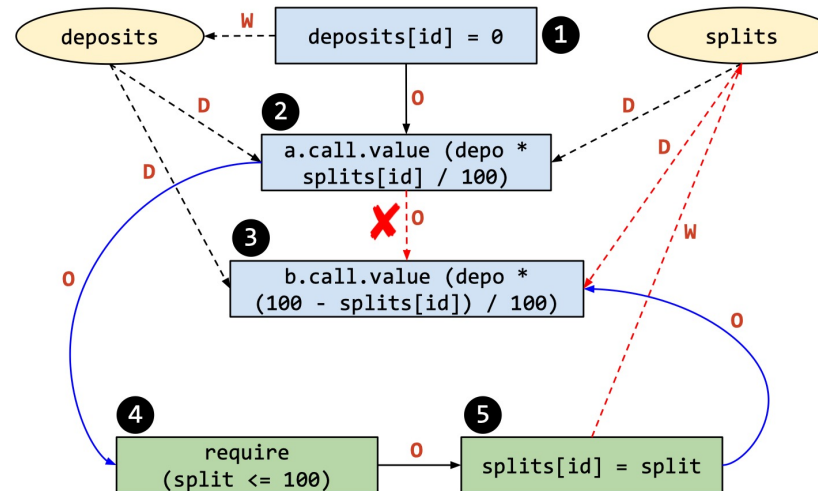 W
deposits
deposits[id] = 0
1
splits
O
2
D
D
a.call.value (depo *
splits[id] / 100)
D
D
✘
O
W
3
b.call.value (depo *
(100 - splits[id]) / 100)
O
O
4
5
require
(split <= 100)
O
splits[id] = split